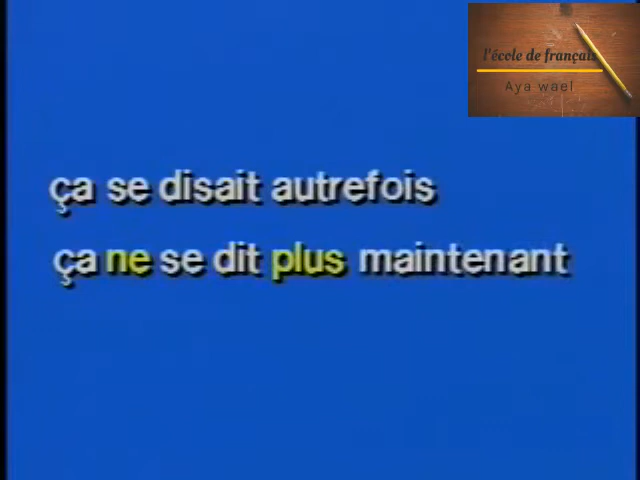 l'école de français
Aya wael
ça se disait autrefois
ça ne se dit plus maintenant